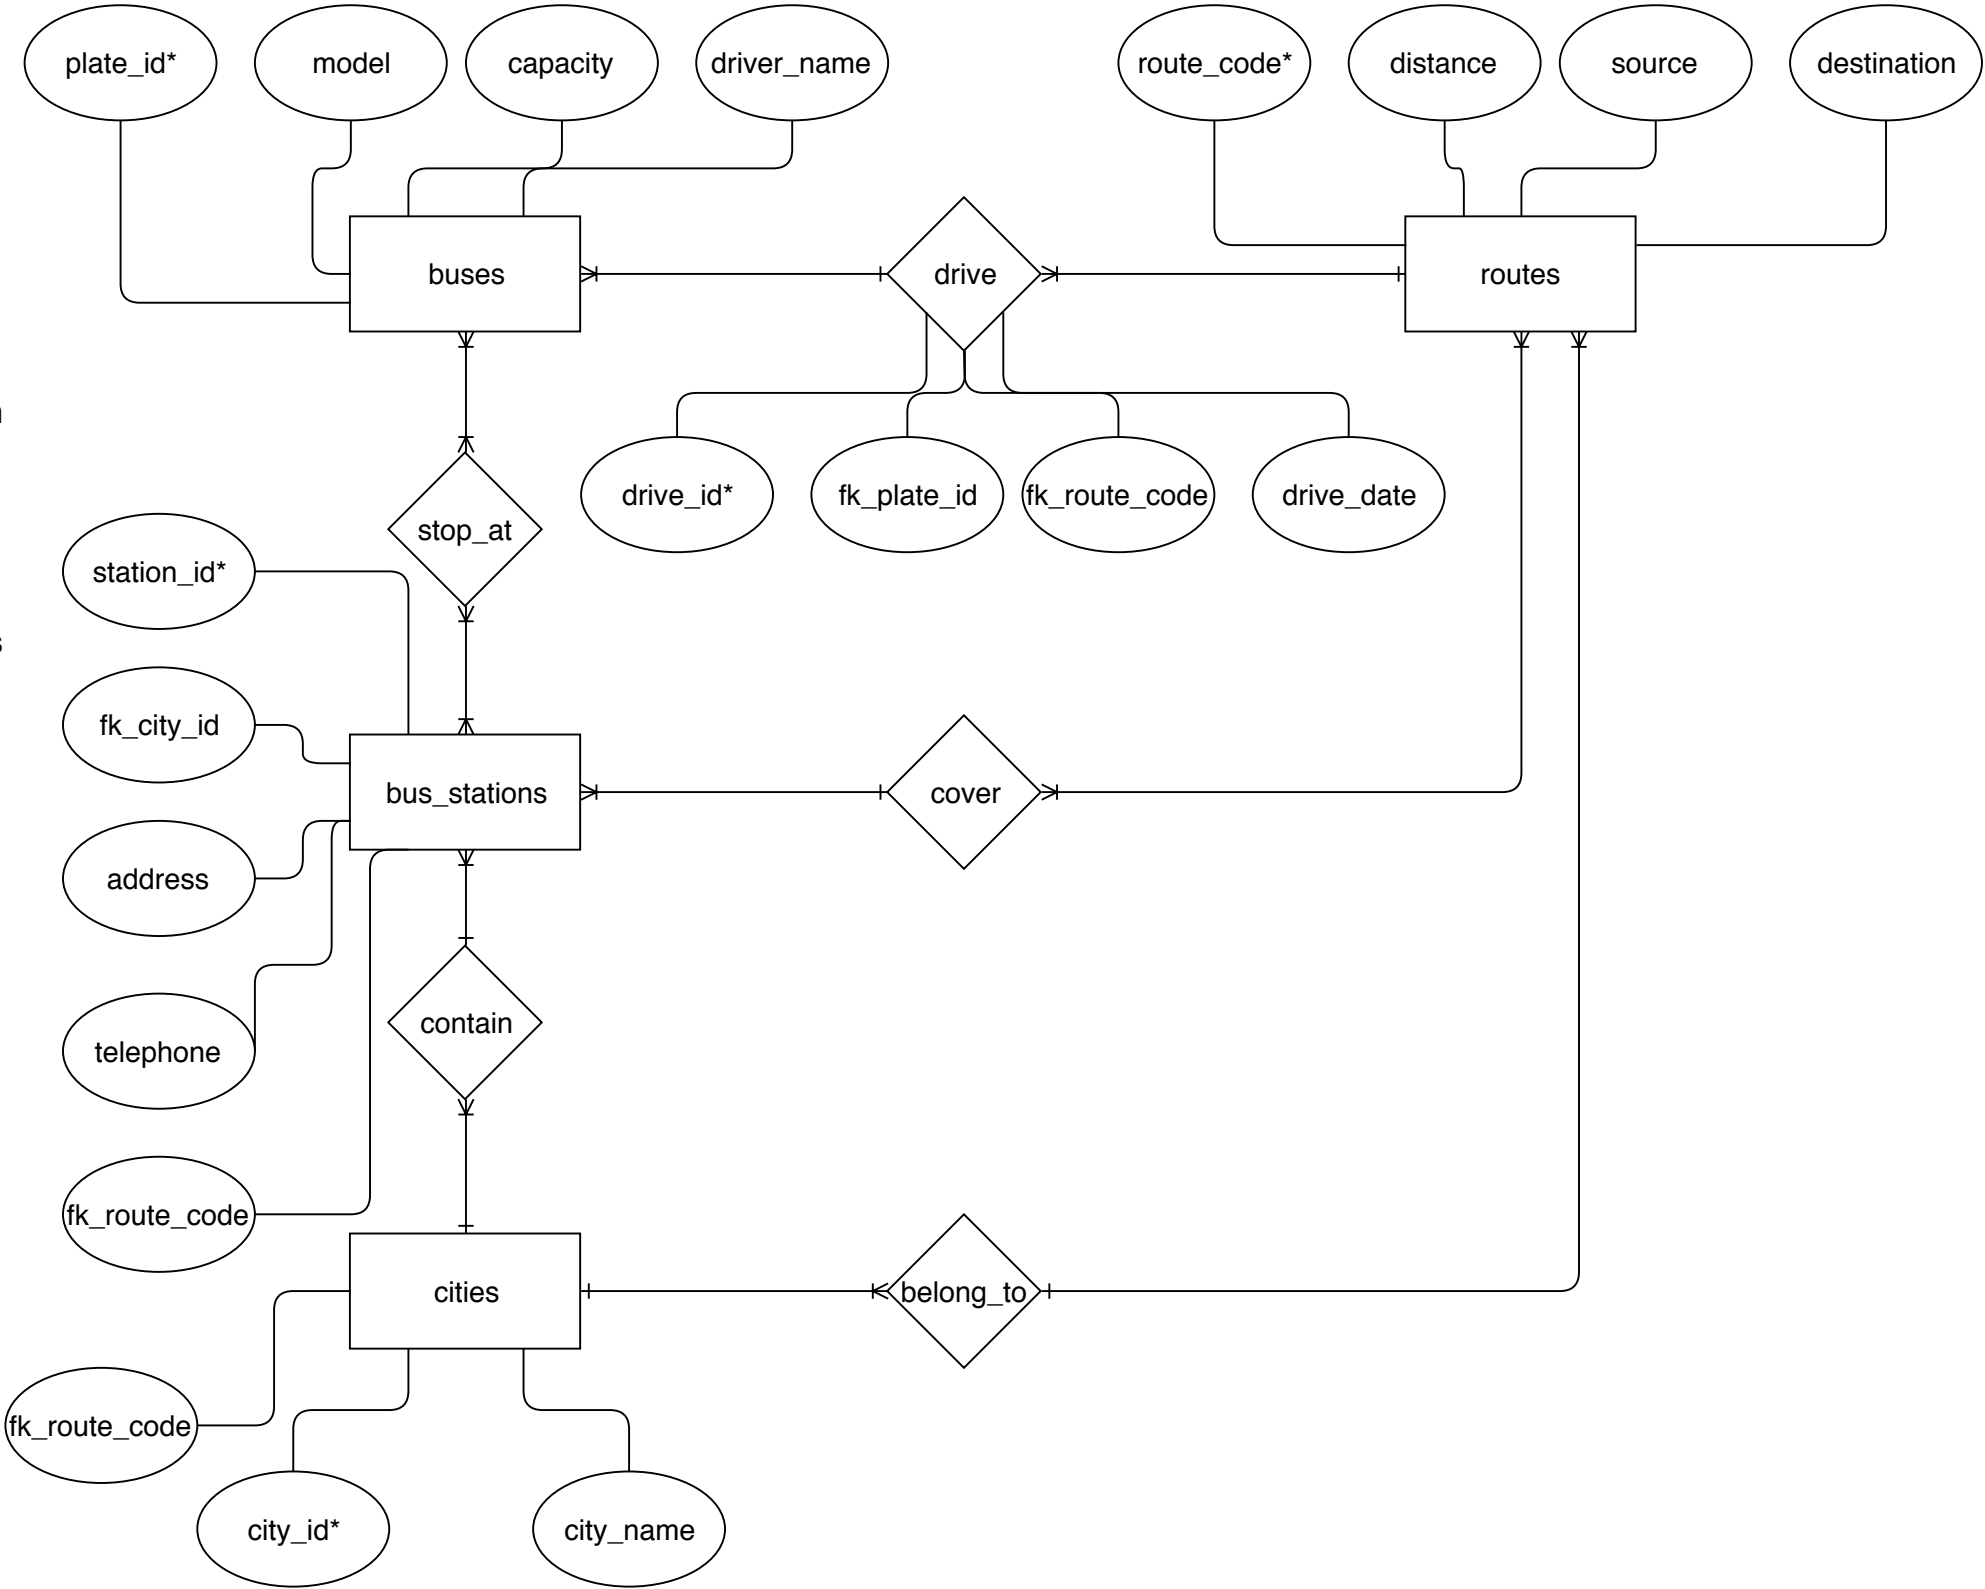 plate_id*
model
capacity
driver_name
route_code*
distance
source
destination
buses
drive
routes
drive_id*
fk_plate_id
fk_route_code
drive_date
stop_at
station_id*
fk_city_id
bus_stations
cover
address
contain
telephone
fk_route_code
cities
belong_to
fk_route_code
city_id*
city_name